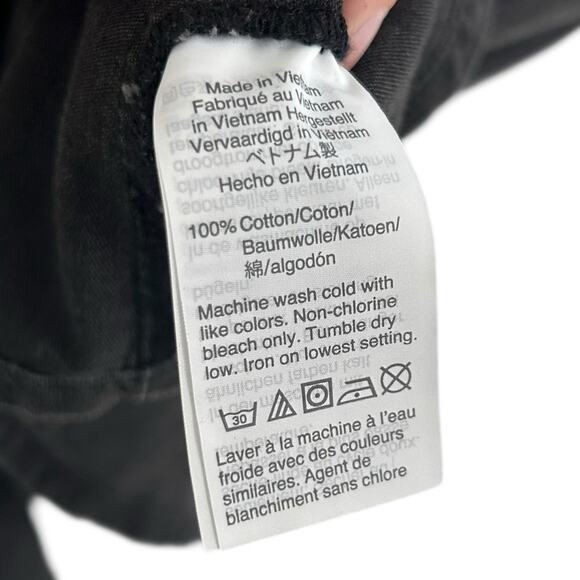 Made in Vietnam
Fabriqué au Vietnam
in Vietnam Hergestellt
Vervaardigd in Vietnam
ベトナム製
Hecho en Vietnam
100% Cotton/Coton/
Baumwolle/Katoen/
綿/algodón
Machine wash cold with
like colors. Non-chlorine
bleach only. Tumble dry
low. Iron on lowest setting.
30
Laver à la machine à l'eau
froide avec des couleurs
similaires. Agent de
blanchiment sans chlore